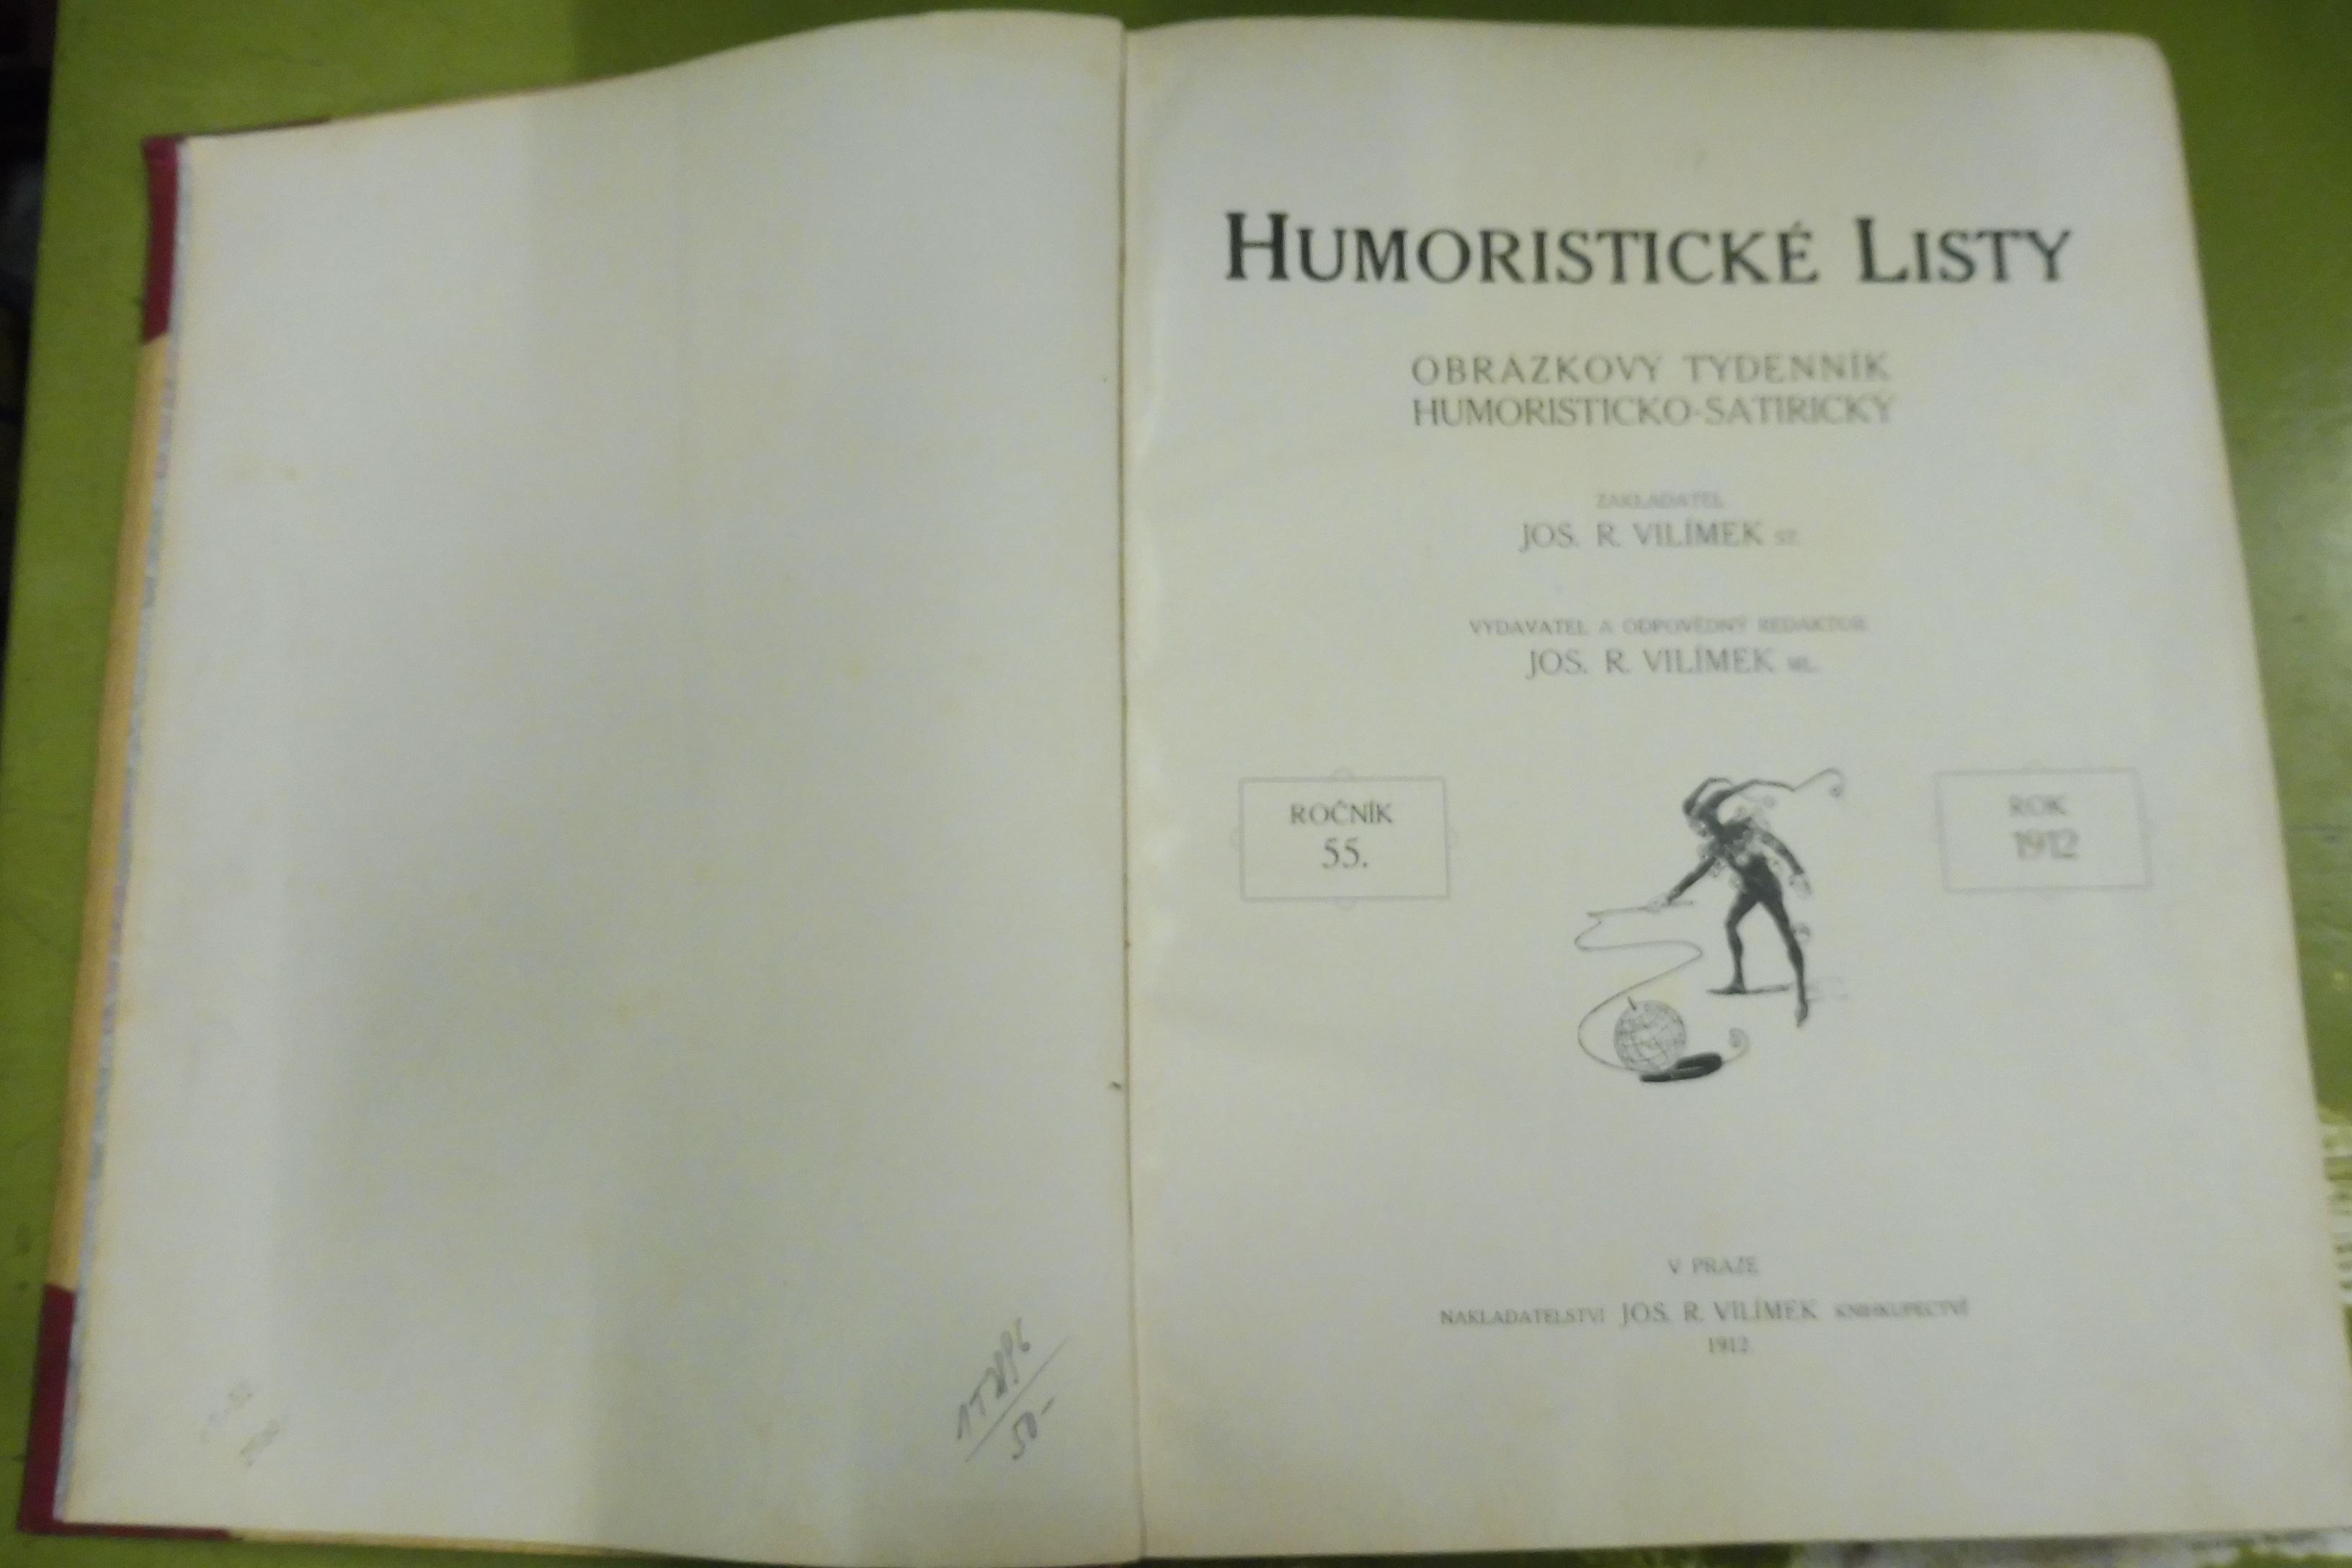 HUMORISTICKÉ LISTY
OBRÁZKOVÝ TÝDENNÍK
HUMORISTICKO-SATIRICKÝ
ZAKLADATEL
JOS. R. VILÍMEK ST.
VYDAVATEL A ODPOVĚDNÝ REDAKTOR
JOS. R. VILÍMEK ML.
ROČNÍK
55.
ROK
1912
V PRAZE
NAKLADATELSTVÍ JOS. R. VILÍMEK KNIHKUPECTVÍ
1912
50-